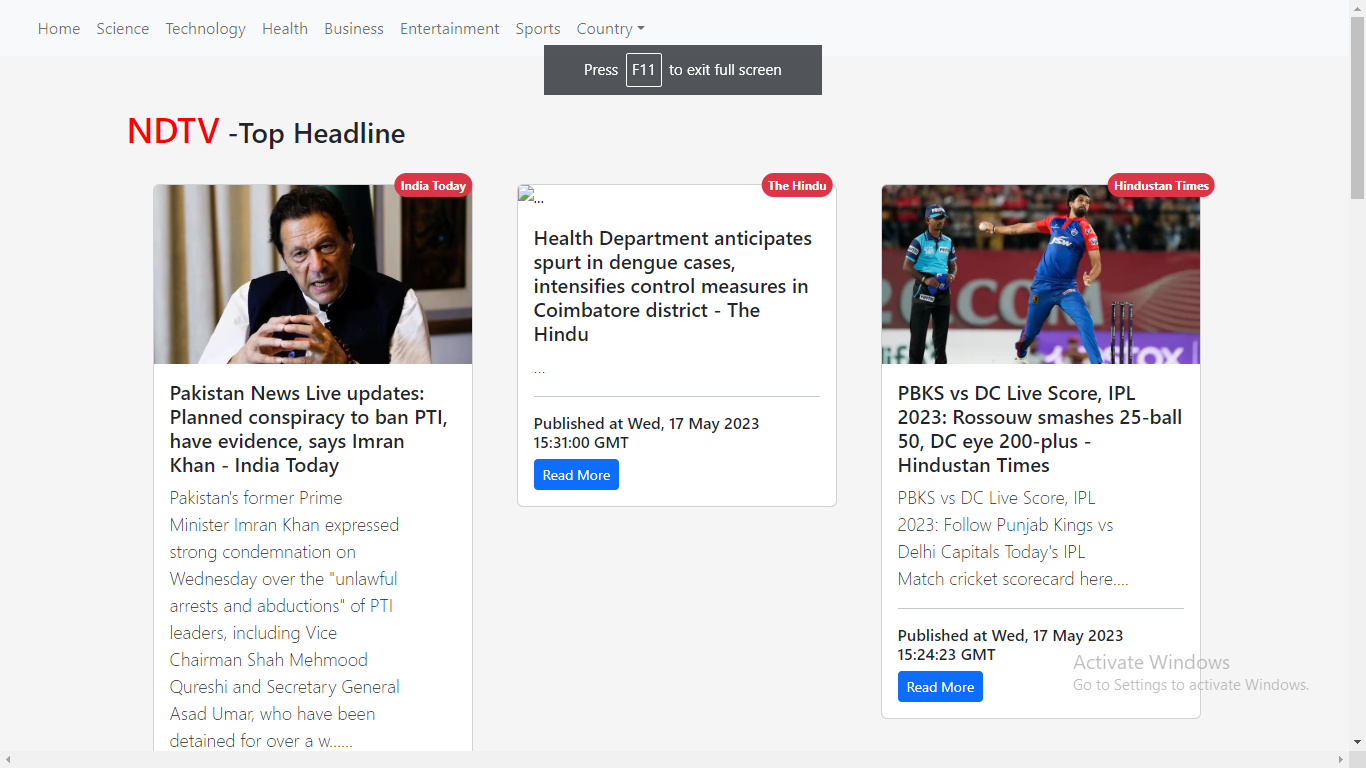 Home Science Technology Health Business Entertainment Sports Country
Press F11 to exit full screen
NDTV -Top Headline
India Today
Pakistan News Live updates:
Planned conspiracy to ban PTI,
have evidence, says Imran
Khan - India Today
Pakistan's former Prime
Minister Imran Khan expressed
strong condemnation on
Wednesday over the "unlawful
arrests and abductions" of PTI
leaders, including Vice
Chairman Shah Mehmood
Qureshi and Secretary General
Asad Umar, who have been
detained for over a w......
The Hindu
...
Health Department anticipates
spurt in dengue cases,
intensifies control measures in
Coimbatore district - The
Hindu
...
Published at Wed, 17 May 2023
15:31:00 GMT
Read More
Hindustan Times
PBKS vs DC Live Score, IPL
2023: Rossouw smashes 25-ball
50, DC eye 200-plus -
Hindustan Times
PBKS vs DC Live Score, IPL
2023: Follow Punjab Kings vs
Delhi Capitals Today's IPL
Match cricket scorecard here....
Published at Wed, 17 May 2023
15:24:23 GMT
Read More
Activate Windows
Go to Settings to activate Windows.